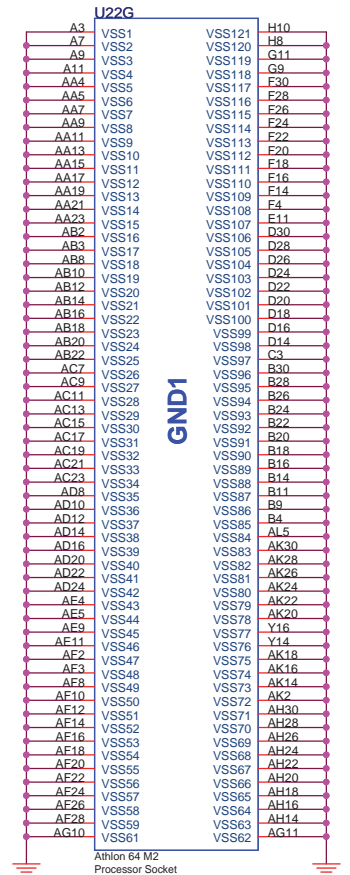 U22G
A3 VSS1 VSS121 H10
A7 VSS2 VSS120 H8
A9 VSS3 VSS119 G11
A11 VSS4 VSS118 G9
AA4 VSS5 VSS117 F30
AA5 VSS6 VSS116 F28
AA7 VSS7 VSS115 F26
AA9 VSS8 VSS114 F24
AA11 VSS9 VSS113 F22
AA13 VSS10 VSS112 F20
AA15 VSS11 VSS111 F18
AA17 VSS12 VSS110 F16
AA19 VSS13 VSS109 F14
AA21 VSS14 VSS108 F4
AA23 VSS15 VSS107 E11
AB2 VSS16 VSS106 D30
AB3 VSS17 VSS105 D28
AB8 VSS18 VSS104 D26
AB10 VSS19 VSS103 D24
AB12 VSS20 VSS102 D22
AB14 VSS21 VSS101 D20
AB16 VSS22 VSS100 D18
AB18 VSS23 VSS99 D16
AB20 VSS24 VSS98 D14
AB22 VSS25 VSS97 C3
AC7 VSS26 VSS96 B30
AC9 VSS27 VSS95 B28
AC11 VSS28 VSS94 B26
AC13 VSS29 VSS93 B24
AC15 VSS30 VSS92 B22
AC17 VSS31 VSS91 B20
AC19 VSS32 VSS90 B18
AC21 VSS33 VSS89 B16
AC23 VSS34 VSS88 B14
AD8 VSS35 VSS87 B11
AD10 VSS36 VSS86 B9
AD12 VSS37 VSS85 B4
AD14 VSS38 VSS84 AL5
AD16 VSS39 VSS83 AK30
AD20 VSS40 VSS82 AK28
AD22 VSS41 VSS81 AK26
AD24 VSS42 VSS80 AK24
AE4 VSS43 VSS79 AK22
AE5 VSS44 VSS78 AK20
AE9 VSS45 VSS77 Y16
AE11 VSS46 VSS76 Y14
AF2 VSS47 VSS75 AK18
AF3 VSS48 VSS74 AK16
AF8 VSS49 VSS73 AK14
AF10 VSS50 VSS72 AK2
AF12 VSS51 VSS71 AH30
AF14 VSS52 VSS70 AH28
AF16 VSS53 VSS69 AH26
AF18 VSS54 VSS68 AH24
AF20 VSS55 VSS67 AH22
AF22 VSS56 VSS66 AH20
AF24 VSS57 VSS65 AH18
AF26 VSS58 VSS64 AH16
AF28 VSS59 VSS63 AH14
AG10 VSS61 VSS62 AG11
GND1
Athlon 64 M2
Processor Socket